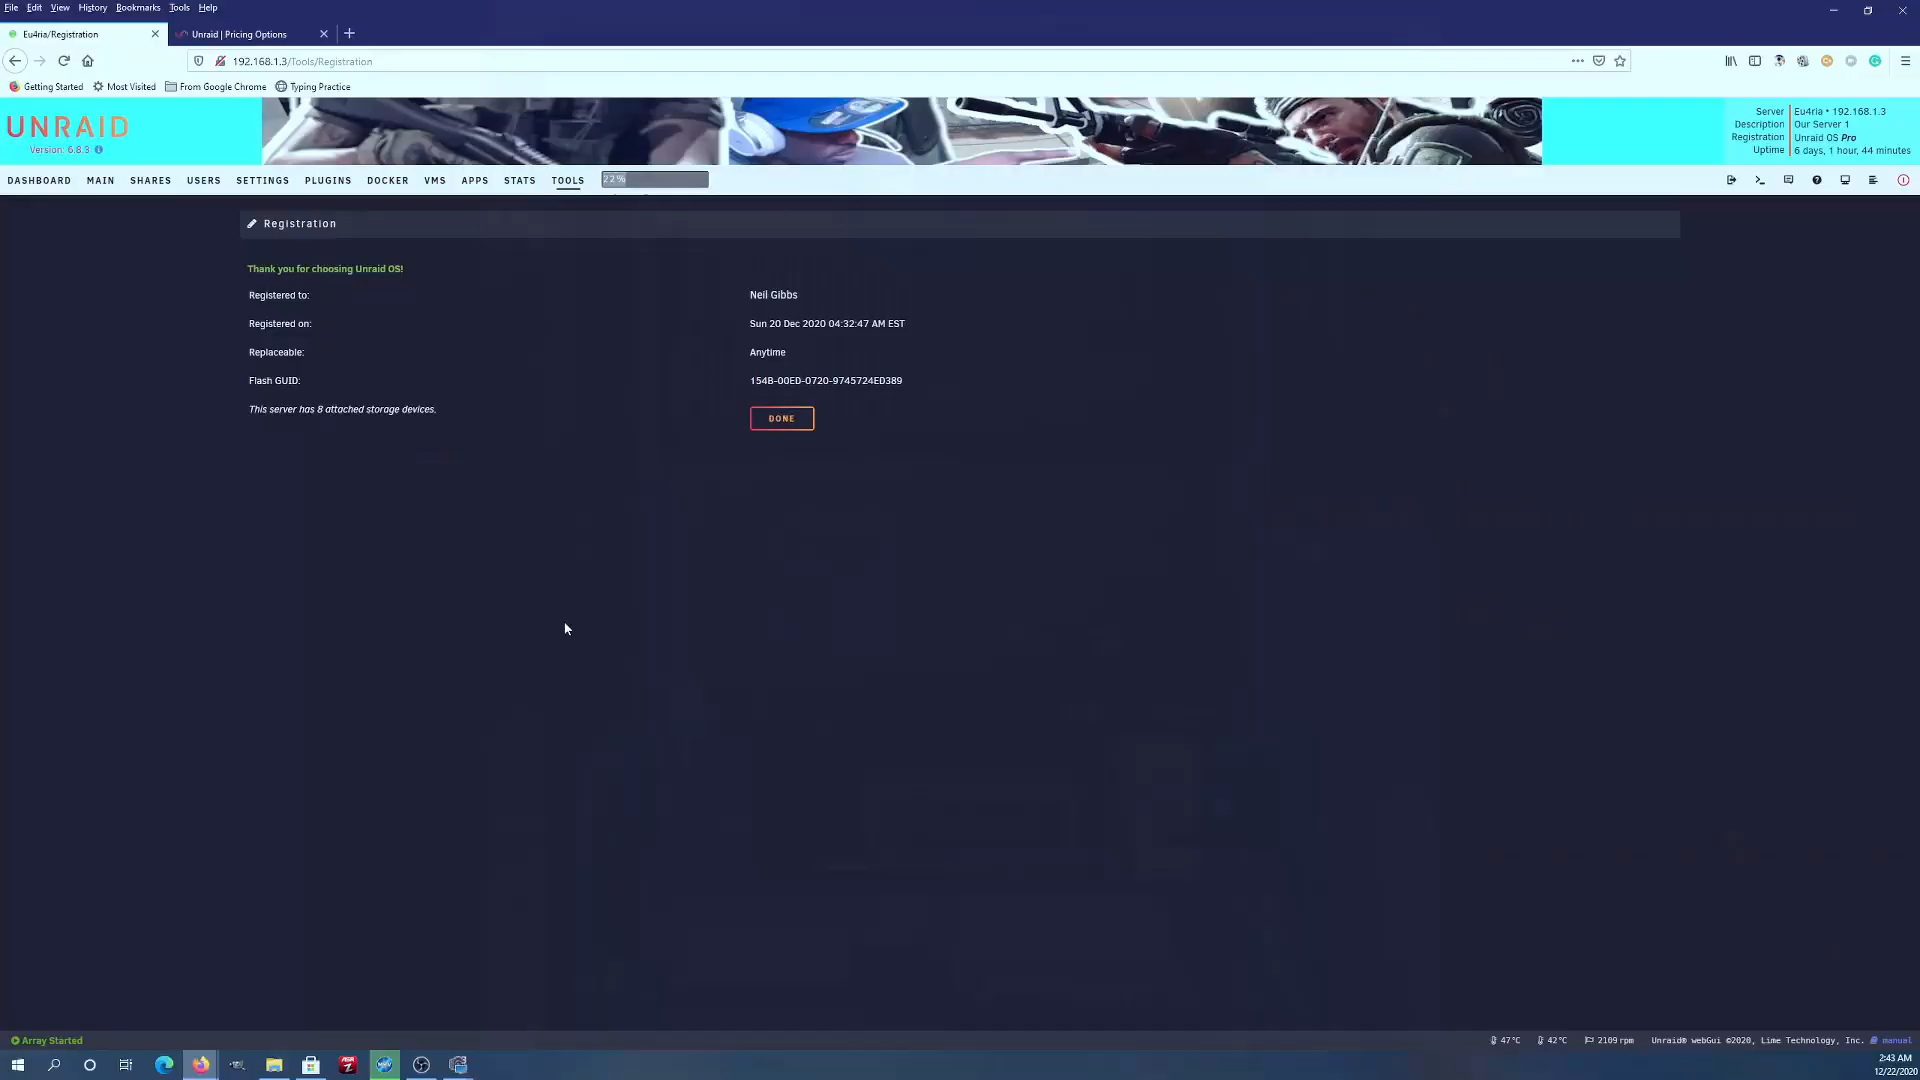 File Edit View History Bookmarks Tools Help
Eu4ria/Registration
Unraid | Pricing Options
192.168.1.3/Tools/Registration
Getting Started Most Visited From Google Chrome Typing Practice
UNRAID
Version: 6.8.3
Server Eu4ria • 192.168.1.3
Description Our Server 1
Registration Unraid OS Pro
Uptime 6 days, 1 hour, 44 minutes
DASHBOARD MAIN SHARES USERS SETTINGS PLUGINS DOCKER VMS APPS STATS TOOLS 22%
Registration
Thank you for choosing Unraid OS!
Registered to: Neil Gibbs
Registered on: Sun 20 Dec 2020 04:32:47 AM EST
Replaceable: Anytime
Flash GUID: 154B-00ED-0720-9745724ED389
This server has 8 attached storage devices.
DONE
Array Started
47°C 42°C 2109 rpm Unraid® webGui ©2020, Lime Technology, Inc. manual
2:43 AM
12/22/2020